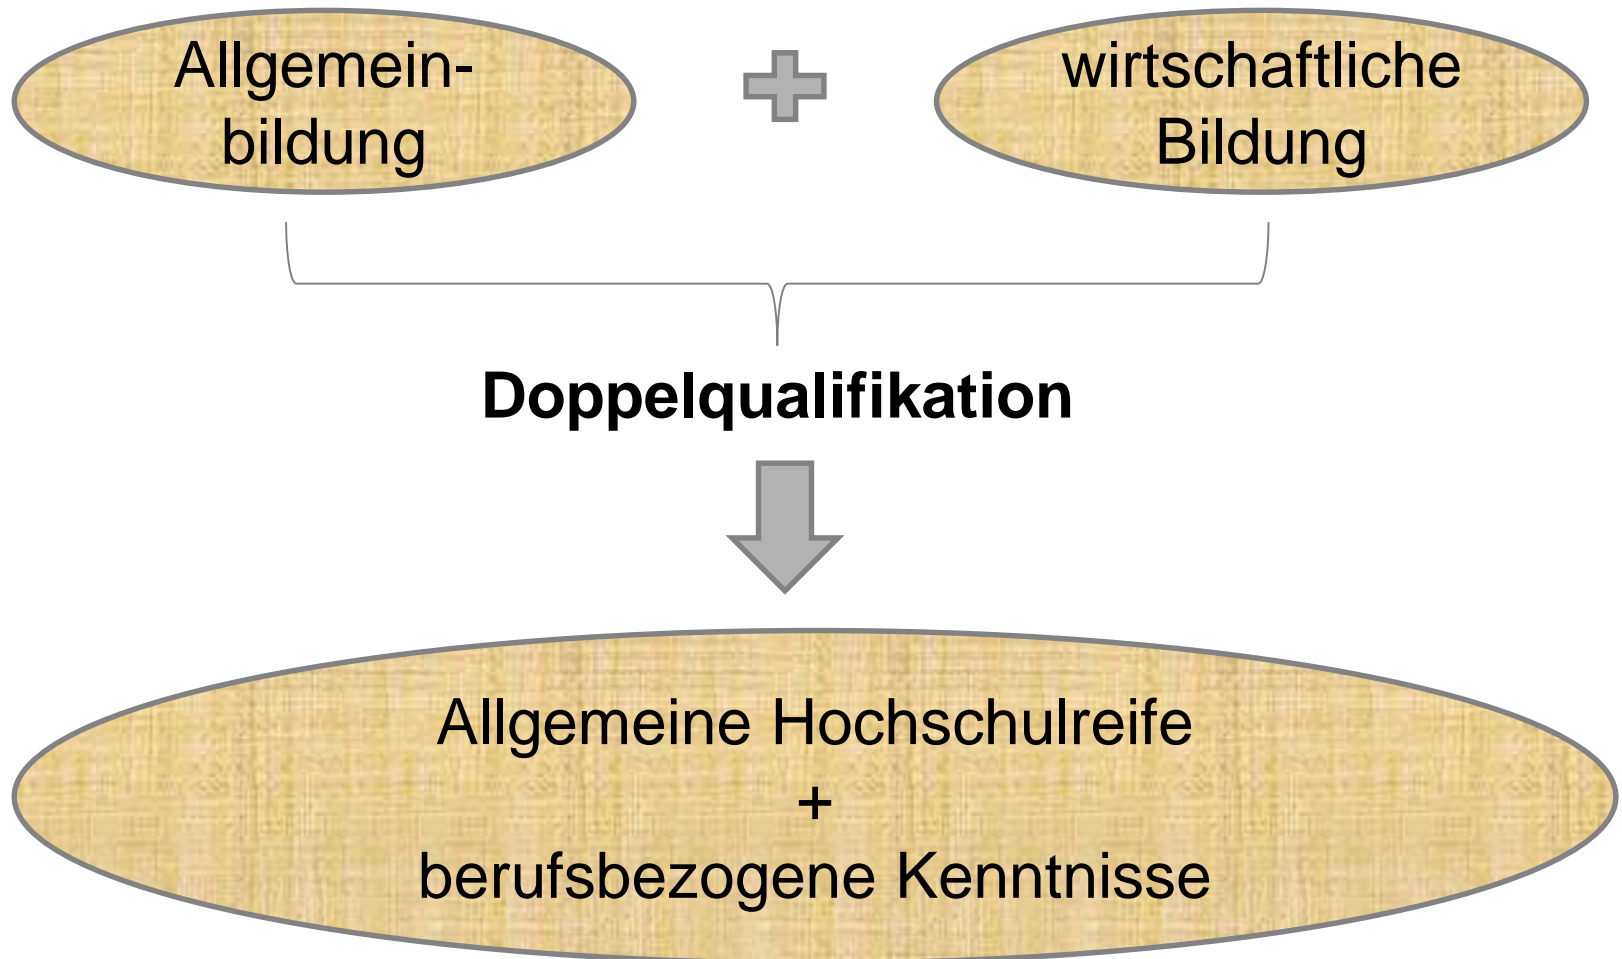 Allgemein-
bildung
wirtschaftliche
Bildung
Doppelqualifikation
Allgemeine Hochschulreife
+
berufsbezogene Kenntnisse